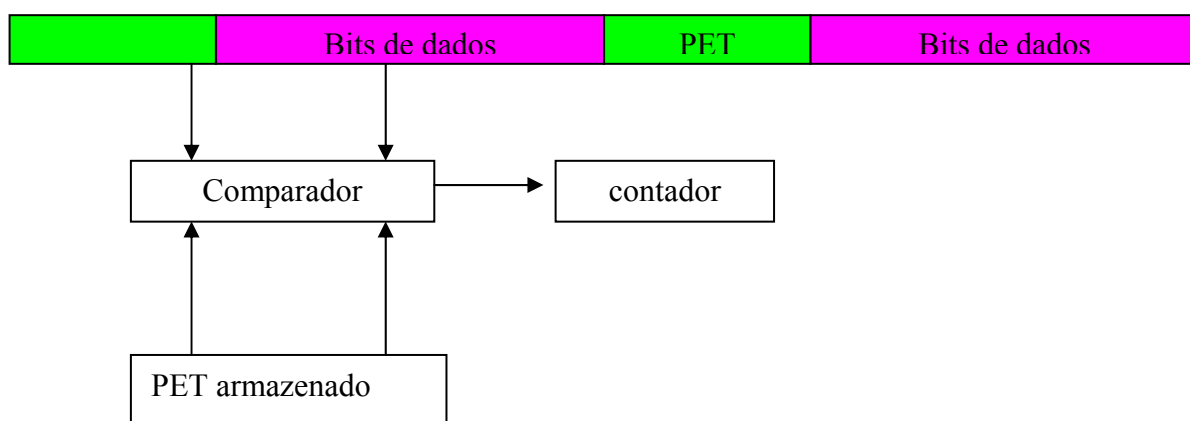 Bits de dados PET Bits de dados
Comparador contador
PET armazenado